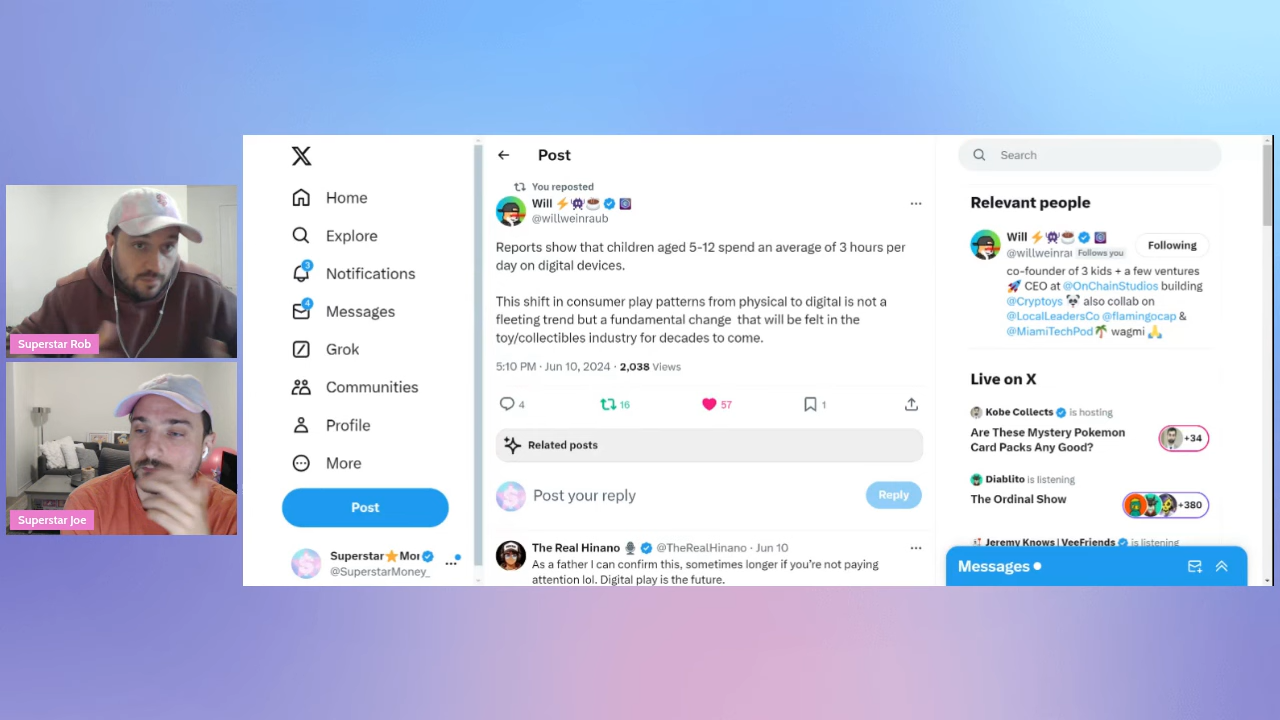 Superstar Rob
Superstar Joe
Home
Explore
3
Notifications
4
Messages
Grok
Communities
Profile
More
Post
Superstar⭐Mor
@SuperstarMoney_
Post
You reposted
Will
@willweinraub
Reports show that children aged 5-12 spend an average of 3 hours per
day on digital devices.
This shift in consumer play patterns from physical to digital is not a
fleeting trend but a fundamental change that will be felt in the
toy/collectibles industry for decades to come.
5:10 PM · Jun 10, 2024 · 2,038 Views
4
16
57
1
Related posts
Post your reply
Reply
The Real Hinano @TheRealHinano · Jun 10
As a father I can confirm this, sometimes longer if you're not paying
attention lol. Digital play is the future.
Search
Relevant people
Will
@willweinra Follows you
Following
co-founder of 3 kids + a few ventures
🚀 CEO at @OnChainStudios building
@Cryptoys 🐼 also collab on
@LocalLeadersCo @flamingocap &
@MiamiTechPod🌴 wagmi 🙏
Live on X
Kobe Collects is hosting
Are These Mystery Pokemon
Card Packs Any Good?
+34
Diablito is listening
The Ordinal Show
+380
Jeremy Knows | VeeFriends is listening
Messages